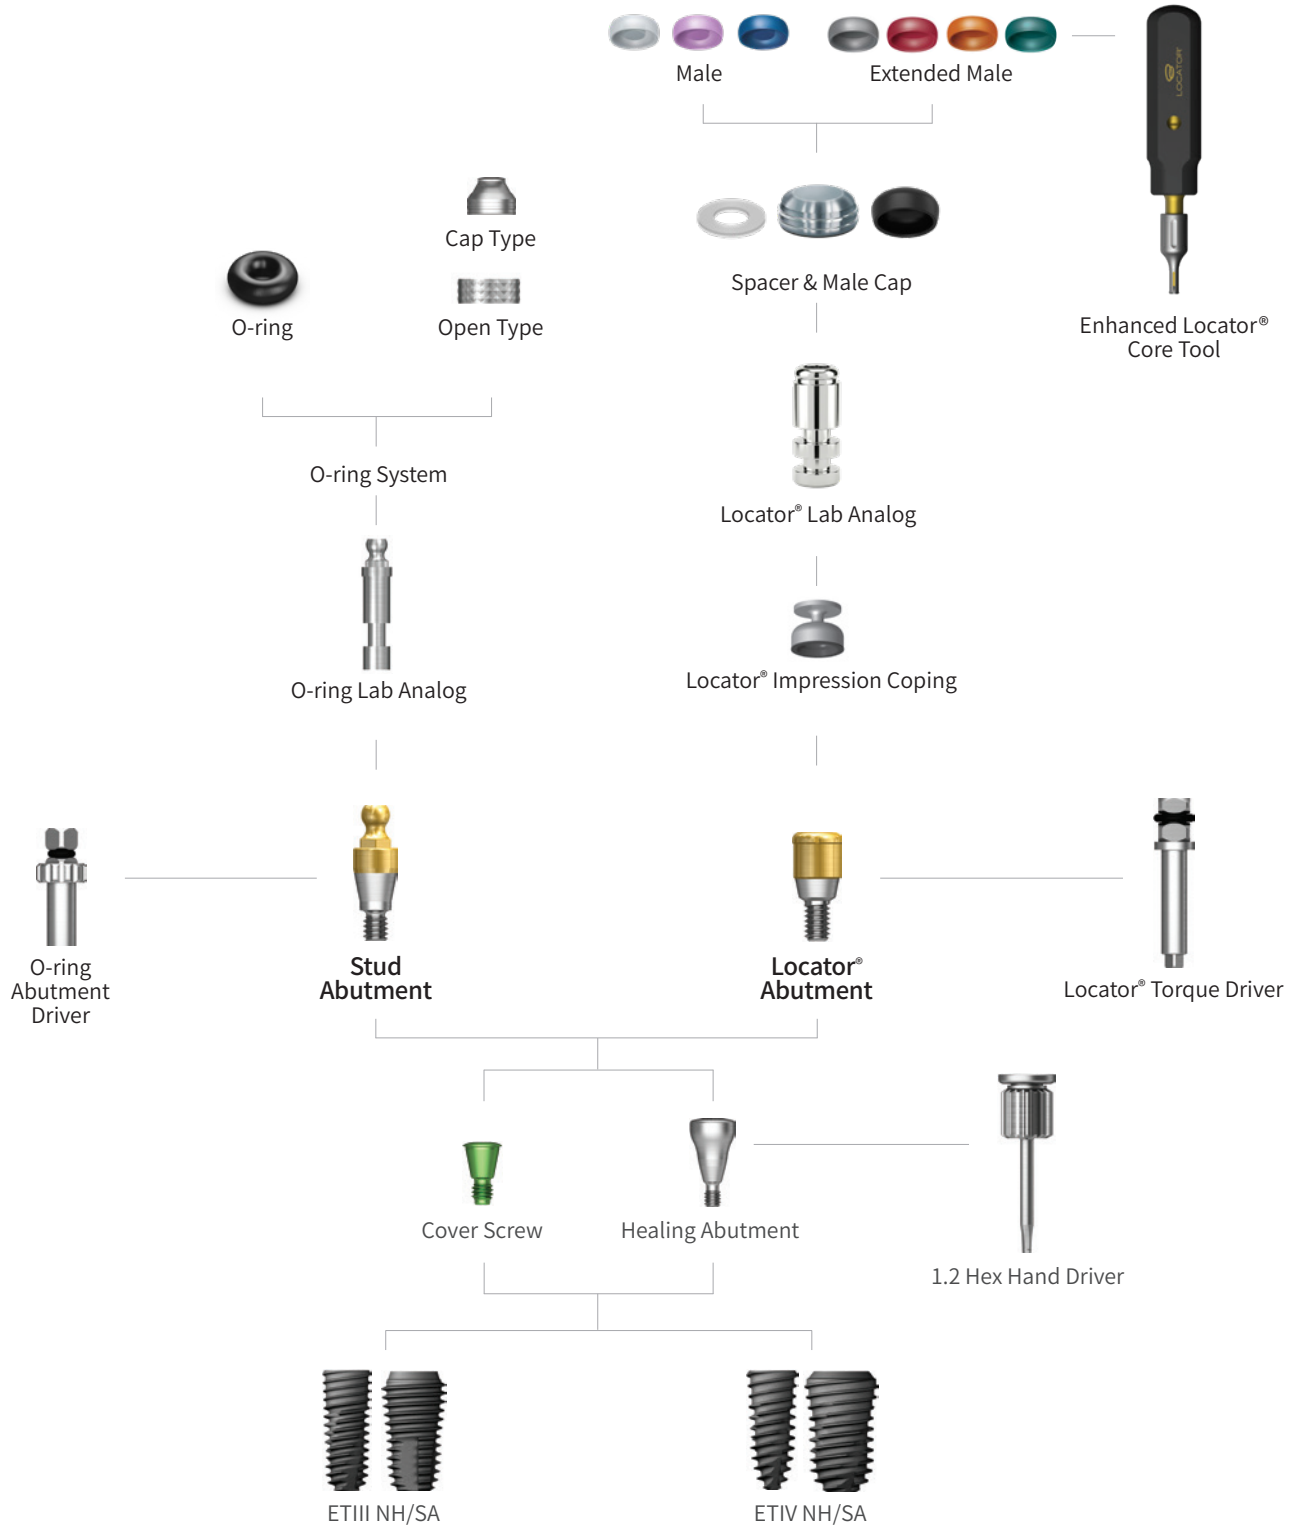 Male
Extended Male
LOCATOR
Cap Type
Spacer & Male Cap
O-ring
Open Type
Enhanced Locator®
Core Tool
O-ring System
Locator® Lab Analog
O-ring Lab Analog
Locator® Impression Coping
O-ring
Abutment
Driver
Stud
Abutment
Locator®
Abutment
Locator® Torque Driver
Cover Screw
Healing Abutment
1.2 Hex Hand Driver
ETIII NH/SA
ETIV NH/SA